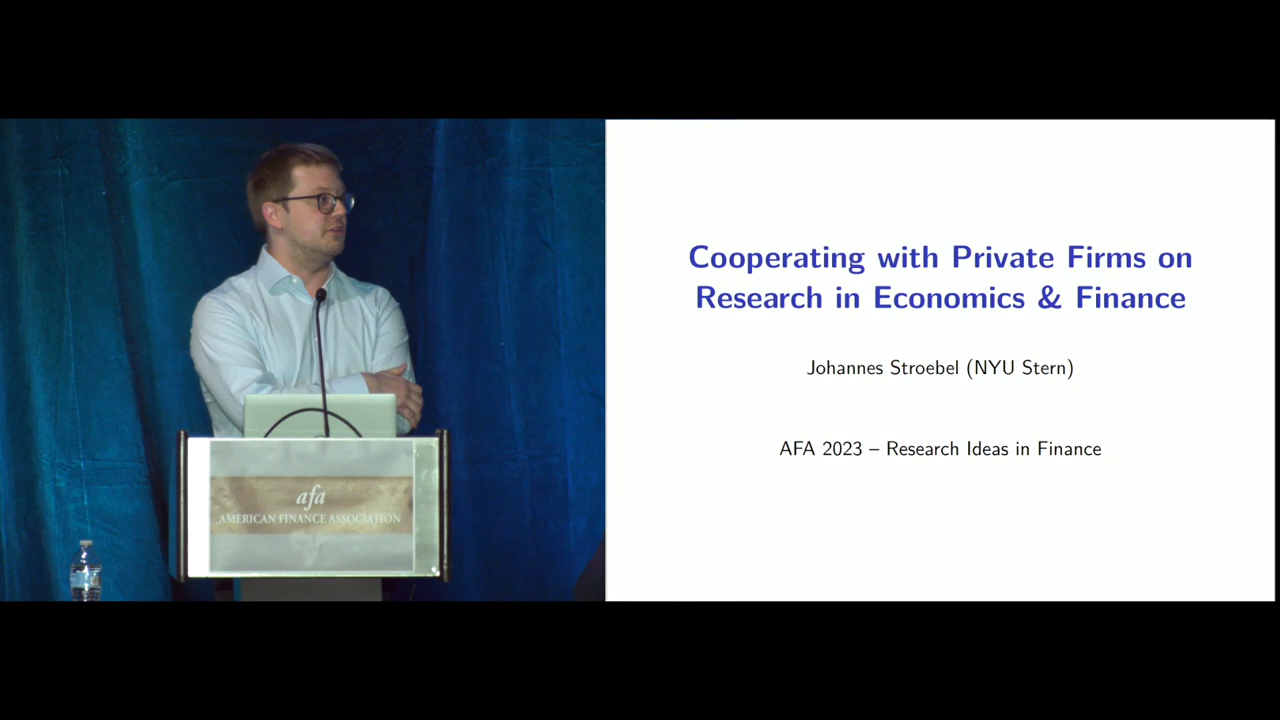 afa
AMERICAN FINANCE ASSOCIATION
Cooperating with Private Firms on
Research in Economics & Finance
Johannes Stroebel (NYU Stern)
AFA 2023 – Research Ideas in Finance